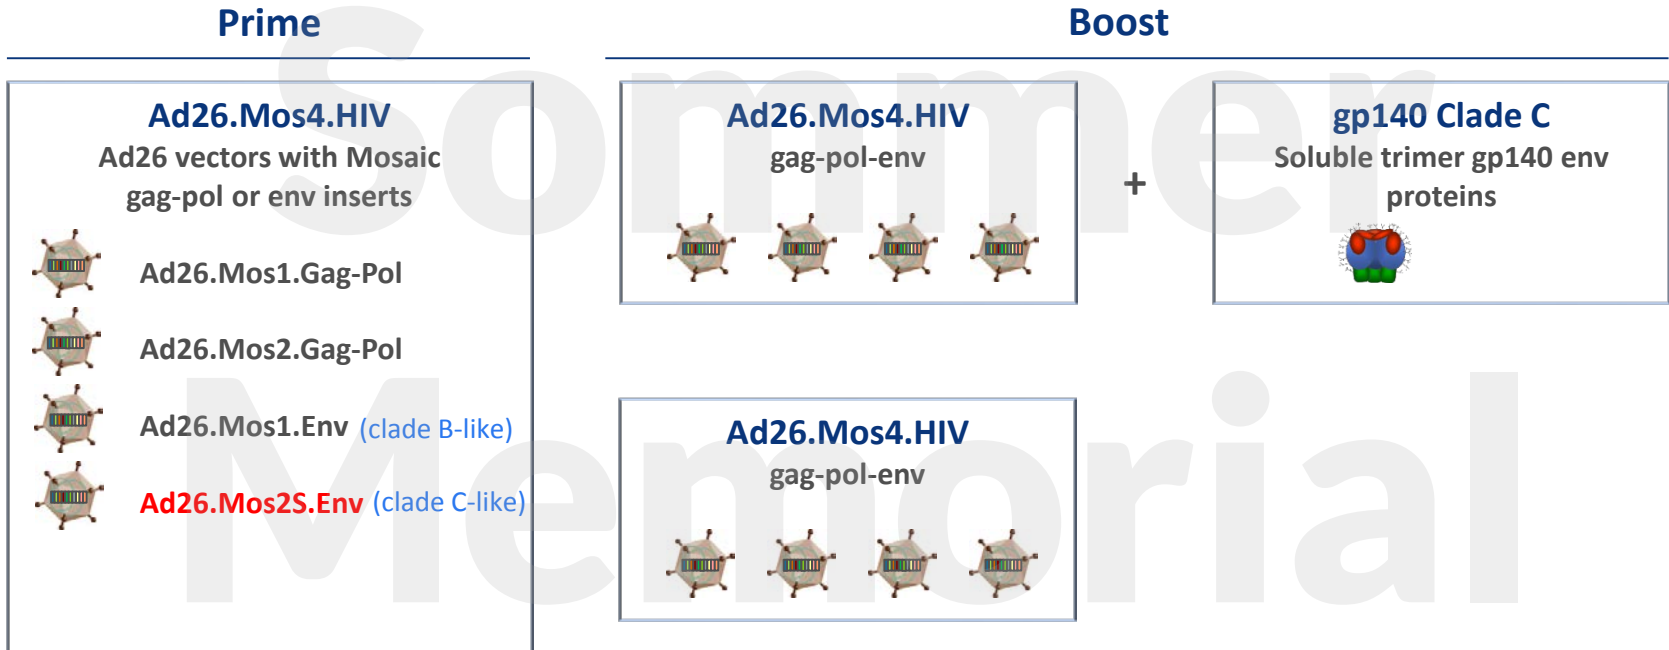 Prime
Ad26.Mos4.HIV
Ad26 vectors with Mosaic
gag-pol or env inserts
Ad26.Mos1.Gag-Pol
Ad26.Mos2.Gag-Pol
Ad26.Mos1.Env (clade B-like)
Ad26.Mos2S.Env (clade C-like)
Boost
Ad26.Mos4.HIV
gag-pol-env
+
gp140 Clade C
Soluble trimer gp140 env
proteins
Ad26.Mos4.HIV
gag-pol-env
Sommer
Memorial